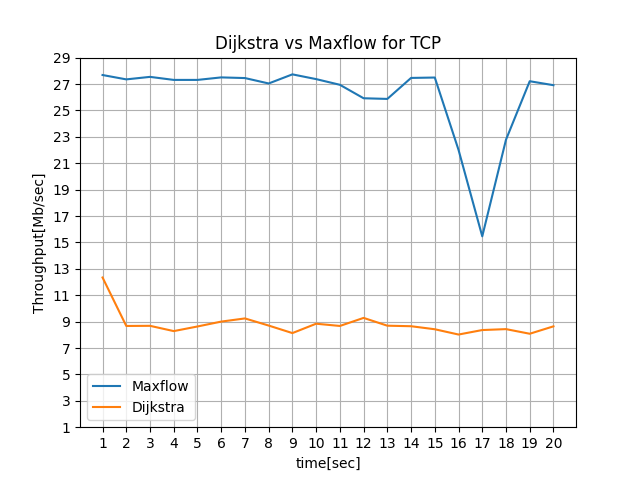 Dijkstra vs Maxflow for TCP
Throughput[Mb/sec]
29
27
25
23
21
19
17
15
13
11
9
7
5
3
1
Maxflow
Dijkstra
1 2 3 4 5 6 7 8 9 10 11 12 13 14 15 16 17 18 19 20
time[sec]